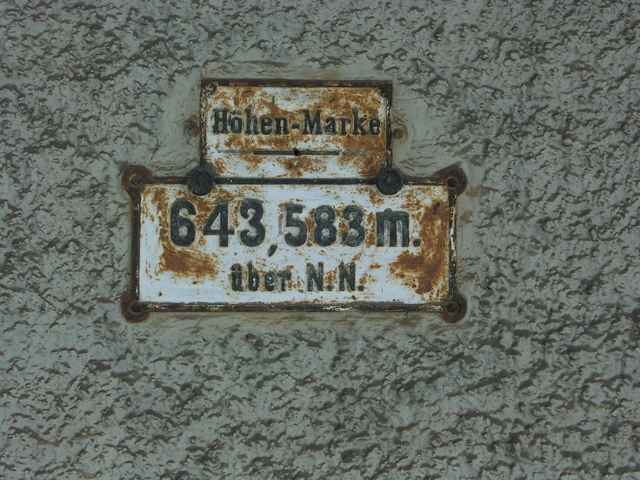 Höhen-Marke
643,583 m.
über N.N.